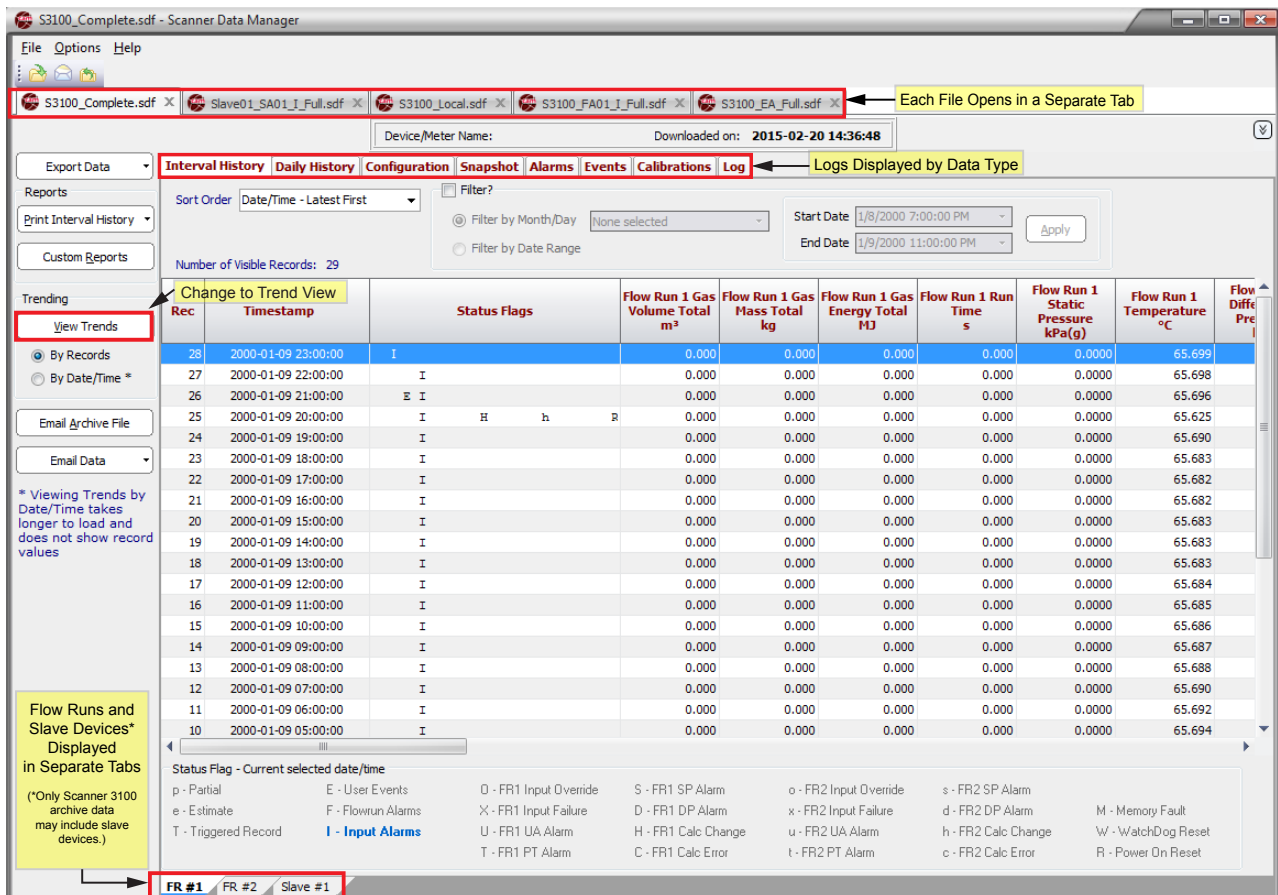 S3100_Complete.sdf - Scanner Data Manager
File Options Help
S3100_Complete.sdf Slave01_SA01_I_Full.sdf S3100_Local.sdf S3100_FA01_I_Full.sdf S3100_EA_Full.sdf
Each File Opens in a Separate Tab
Device/Meter Name: Downloaded on: 2015-02-20 14:36:48
Export Data
Interval History Daily History Configuration Snapshot Alarms Events Calibrations Log
Logs Displayed by Data Type
Reports
Print Interval History
Custom Reports
Sort Order Date/Time - Latest First
Filter?
Filter by Month/Day None selected
Filter by Date Range
Start Date 1/8/2000 7:00:00 PM
End Date 1/9/2000 11:00:00 PM
Apply
Number of Visible Records: 29
Trending
Change to Trend View
View Trends
By Records
By Date/Time *
Email Archive File
Email Data
* Viewing Trends by
Date/Time takes
longer to load and
does not show record
values
Rec Timestamp Status Flags Flow Run 1 Gas Volume Total m³ Flow Run 1 Gas Mass Total kg Flow Run 1 Gas Energy Total MJ Flow Run 1 Run Time s Flow Run 1 Static Pressure kPa(g) Flow Run 1 Temperature °C Flow Diffe Pre
28 2000-01-09 23:00:00 I 0.000 0.000 0.000 0.000 0.0000 65.699
27 2000-01-09 22:00:00 I 0.000 0.000 0.000 0.000 0.0000 65.698
26 2000-01-09 21:00:00 E I 0.000 0.000 0.000 0.000 0.0000 65.696
25 2000-01-09 20:00:00 I H h R 0.000 0.000 0.000 0.000 0.0000 65.625
24 2000-01-09 19:00:00 I 0.000 0.000 0.000 0.000 0.0000 65.690
23 2000-01-09 18:00:00 I 0.000 0.000 0.000 0.000 0.0000 65.683
22 2000-01-09 17:00:00 I 0.000 0.000 0.000 0.000 0.0000 65.682
21 2000-01-09 16:00:00 I 0.000 0.000 0.000 0.000 0.0000 65.682
20 2000-01-09 15:00:00 I 0.000 0.000 0.000 0.000 0.0000 65.683
19 2000-01-09 14:00:00 I 0.000 0.000 0.000 0.000 0.0000 65.683
18 2000-01-09 13:00:00 I 0.000 0.000 0.000 0.000 0.0000 65.683
17 2000-01-09 12:00:00 I 0.000 0.000 0.000 0.000 0.0000 65.684
16 2000-01-09 11:00:00 I 0.000 0.000 0.000 0.000 0.0000 65.685
15 2000-01-09 10:00:00 I 0.000 0.000 0.000 0.000 0.0000 65.686
14 2000-01-09 09:00:00 I 0.000 0.000 0.000 0.000 0.0000 65.687
13 2000-01-09 08:00:00 I 0.000 0.000 0.000 0.000 0.0000 65.688
12 2000-01-09 07:00:00 I 0.000 0.000 0.000 0.000 0.0000 65.690
11 2000-01-09 06:00:00 I 0.000 0.000 0.000 0.000 0.0000 65.692
10 2000-01-09 05:00:00 I 0.000 0.000 0.000 0.000 0.0000 65.694
Flow Runs and
Slave Devices*
Displayed
in Separate Tabs
(*Only Scanner 3100
archive data
may include slave
devices.)
Status Flag - Current selected date/time
p - Partial E - User Events O - FR1 Input Override S - FR1 SP Alarm o - FR2 Input Override s - FR2 SP Alarm
e - Estimate F - Flowrun Alarms X - FR1 Input Failure D - FR1 DP Alarm x - FR2 Input Failure d - FR2 DP Alarm M - Memory Fault
T - Triggered Record I - Input Alarms U - FR1 UA Alarm H - FR1 Calc Change u - FR2 UA Alarm h - FR2 Calc Change W - WatchDog Reset
T - FR1 PT Alarm C - FR1 Calc Error t - FR2 PT Alarm c - FR2 Calc Error R - Power On Reset
FR #1 FR #2 Slave #1